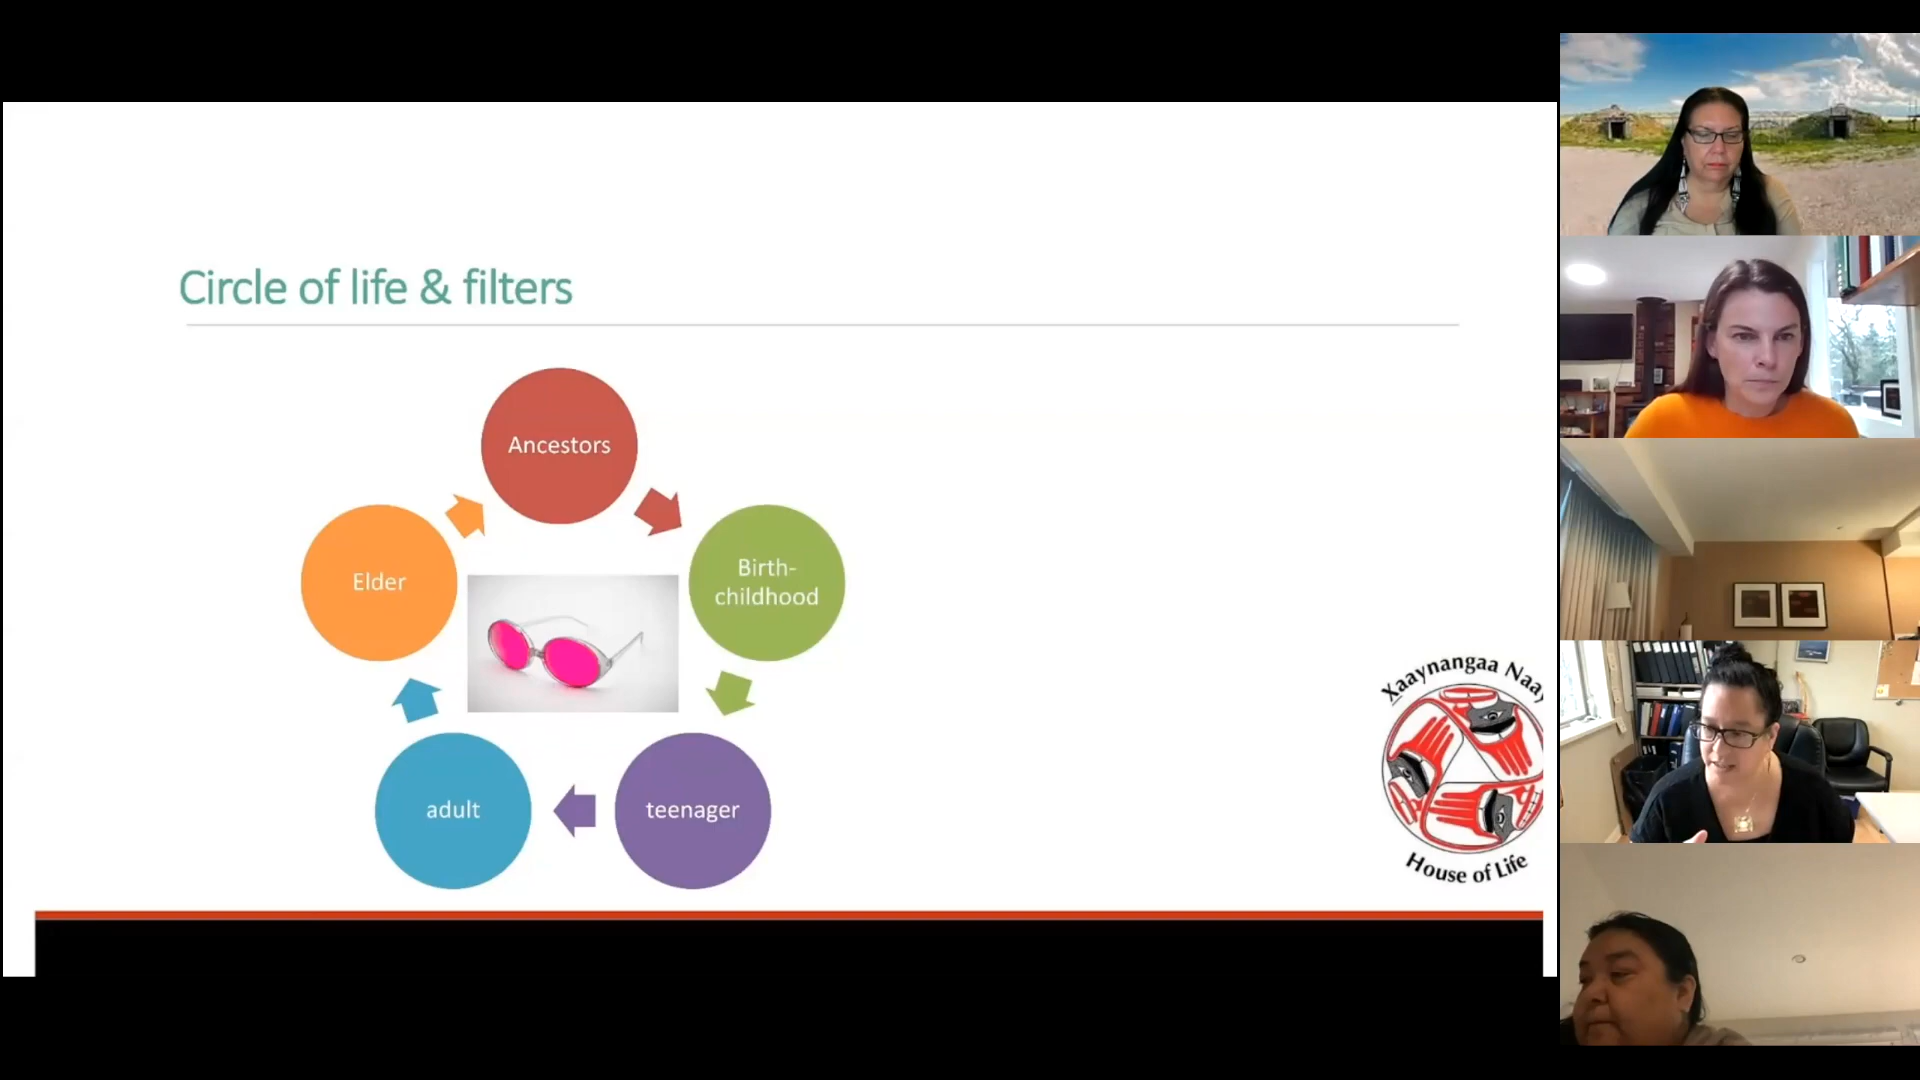 Circle of life & filters
Ancestors
Birth-
childhood
teenager
adult
Elder
Xaaynangaa Naay
House of Life